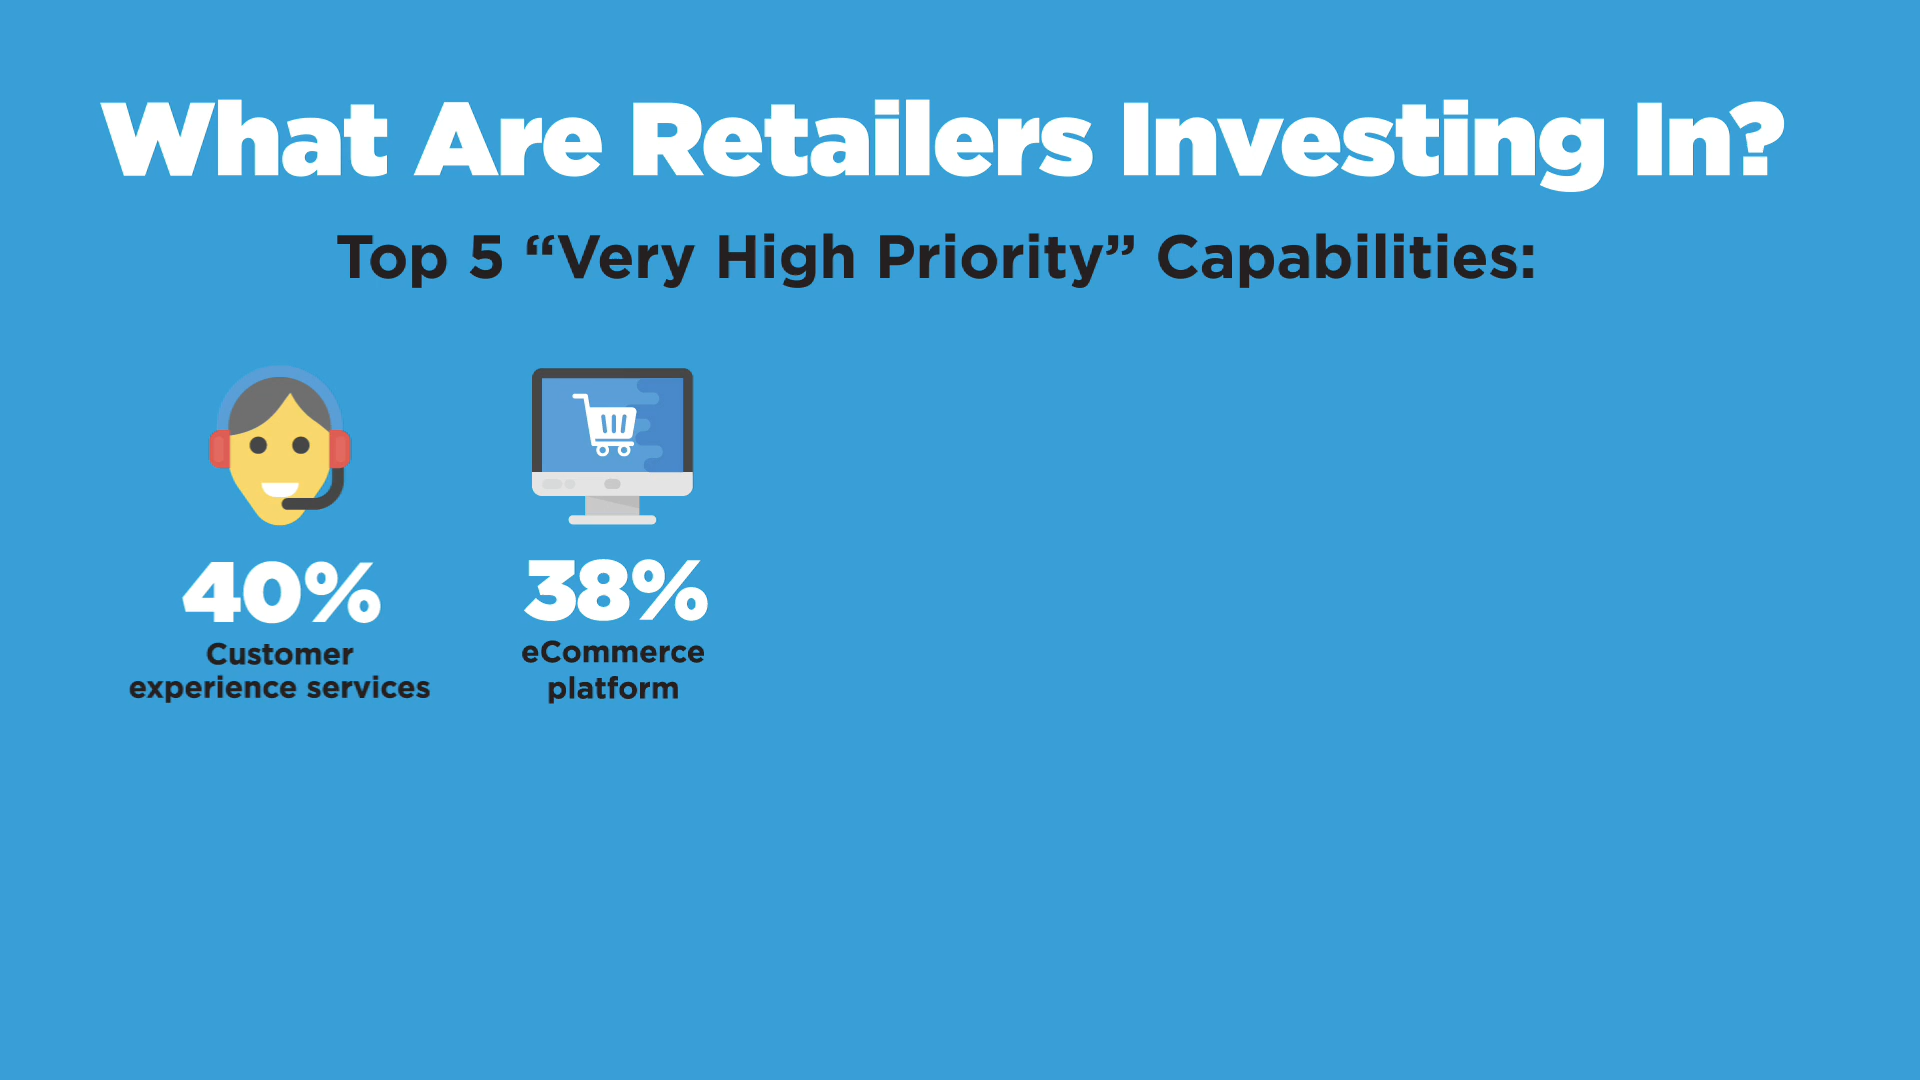 What Are Retailers Investing In?
Top 5 “Very High Priority” Capabilities:
40%
Customer
experience services
38%
eCommerce
platform